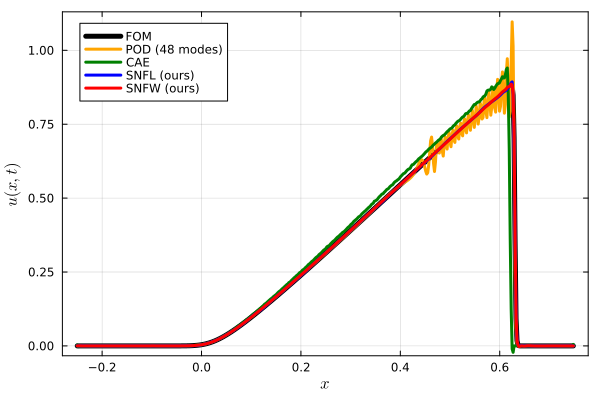 FOM
POD (48 modes)
CAE
SNFL (ours)
SNFW (ours)
1.00
0.75
0.50
0.25
0.00
u(x, t)
−0.2
0.0
0.2
0.4
0.6
x